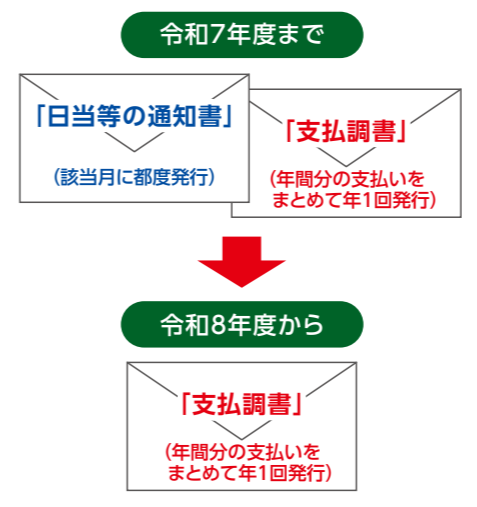 令和7年度まで
「日当等の通知書」
（該当月に都度発行）
「支払調書」
（年間分の支払いを
まとめて年1回発行）
令和8年度から
「支払調書」
（年間分の支払いを
まとめて年1回発行）